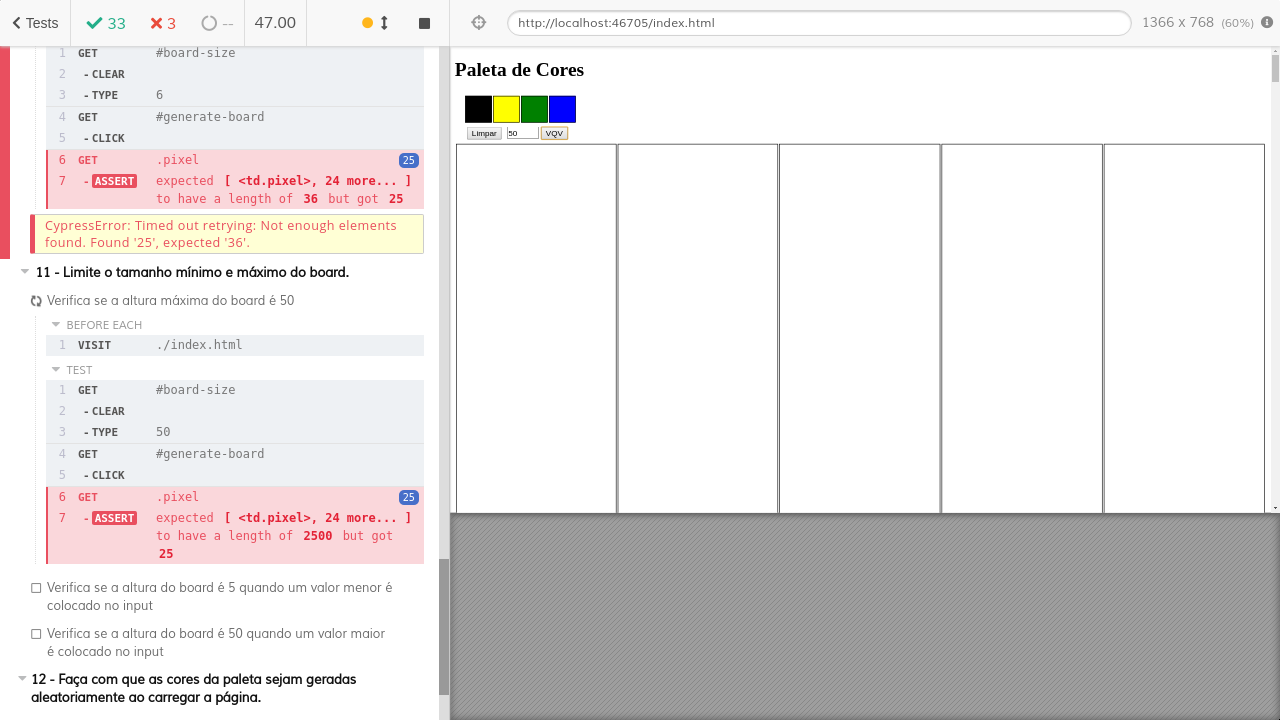 Tests
33
3
--
47.00
http://localhost:46705/index.html
1366 x 768 (60%)
1 GET #board-size
2 - CLEAR
3 - TYPE 6
4 GET #generate-board
5 - CLICK
6 GET .pixel 25
7 - ASSERT expected [ <td.pixel>, 24 more... ]
to have a length of 36 but got 25
CypressError: Timed out retrying: Not enough elements
found. Found '25', expected '36'.
11 - Limite o tamanho mínimo e máximo do board.
Verifica se a altura máxima do board é 50
BEFORE EACH
1 VISIT ./index.html
TEST
1 GET #board-size
2 - CLEAR
3 - TYPE 50
4 GET #generate-board
5 - CLICK
6 GET .pixel 25
7 - ASSERT expected [ <td.pixel>, 24 more... ]
to have a length of 2500 but got
25
Verifica se a altura do board é 5 quando um valor menor é
colocado no input
Verifica se a altura do board é 50 quando um valor maior
é colocado no input
12 - Faça com que as cores da paleta sejam geradas
aleatoriamente ao carregar a página.
Paleta de Cores
Limpar 50 VQV